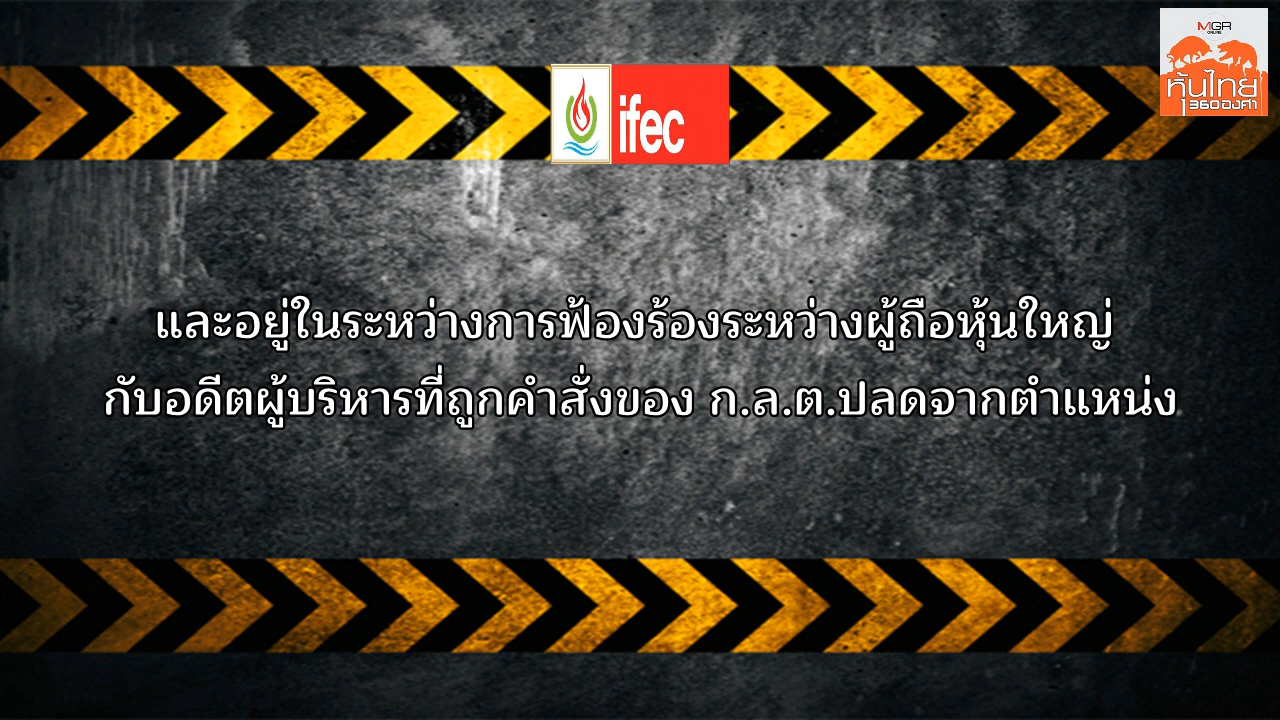 MGR
ONLINE
หุ้นไทย
360องศา
ifec
และอยู่ในระหว่างการฟ้องร้องระหว่างผู้ถือหุ้นใหญ่
กับอดีตผู้บริหารที่ถูกคำสั่งของ ก.ล.ต.ปลดจากตำแหน่ง